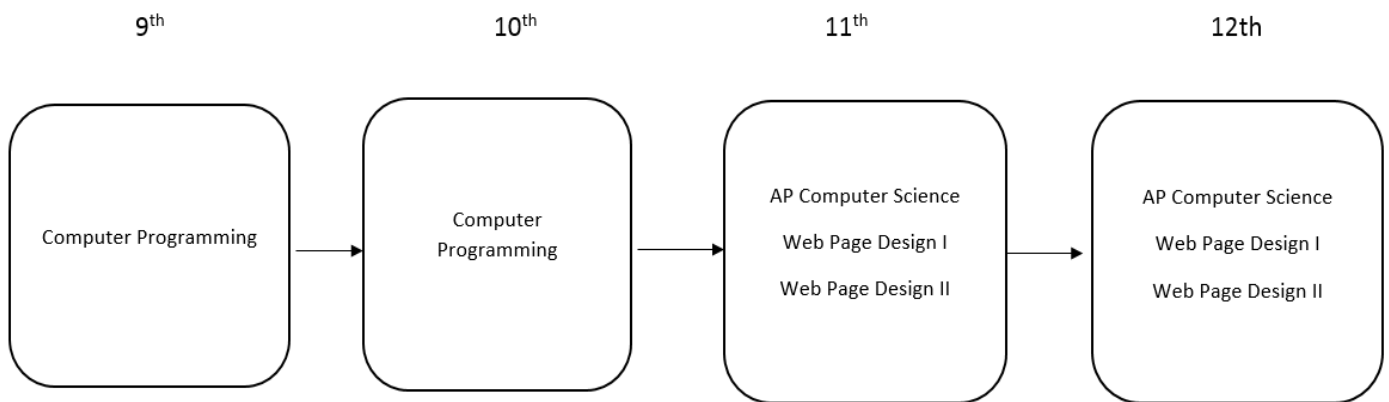 9th
10th
11th
12th
Computer Programming
Computer
Programming
AP Computer Science
Web Page Design I
Web Page Design II
AP Computer Science
Web Page Design I
Web Page Design II